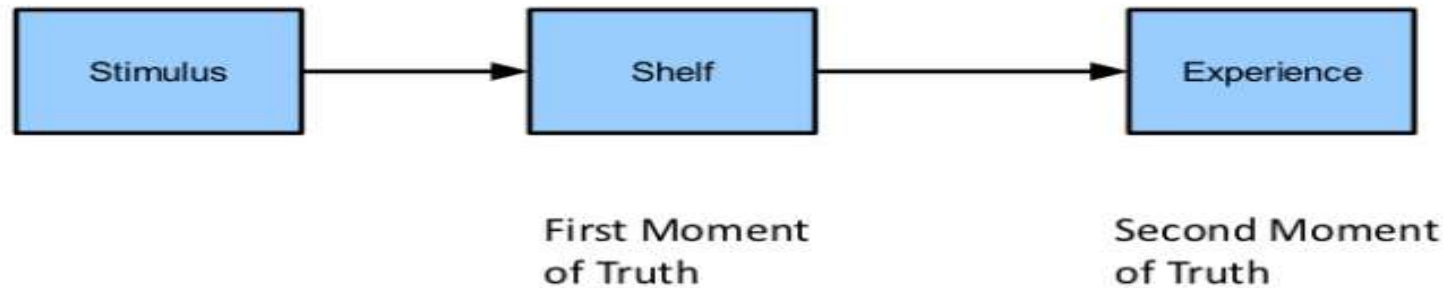 Stimulus
Shelf
Experience
First Moment
of Truth
Second Moment
of Truth